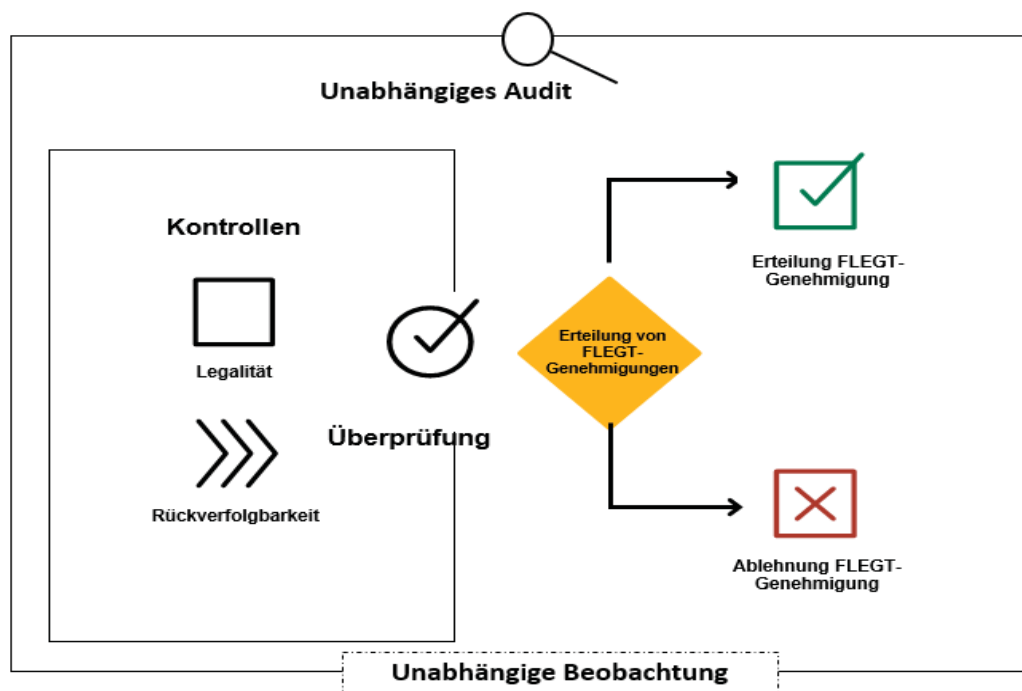 Unabhängiges Audit
Kontrollen
Legalität
Rückverfolgbarkeit
Überprüfung
Erteilung von
FLEGT-
Genehmigungen
Erteilung FLEGT-
Genehmigung
Ablehnung FLEGT-
Genehmigung
Unabhängige Beobachtung